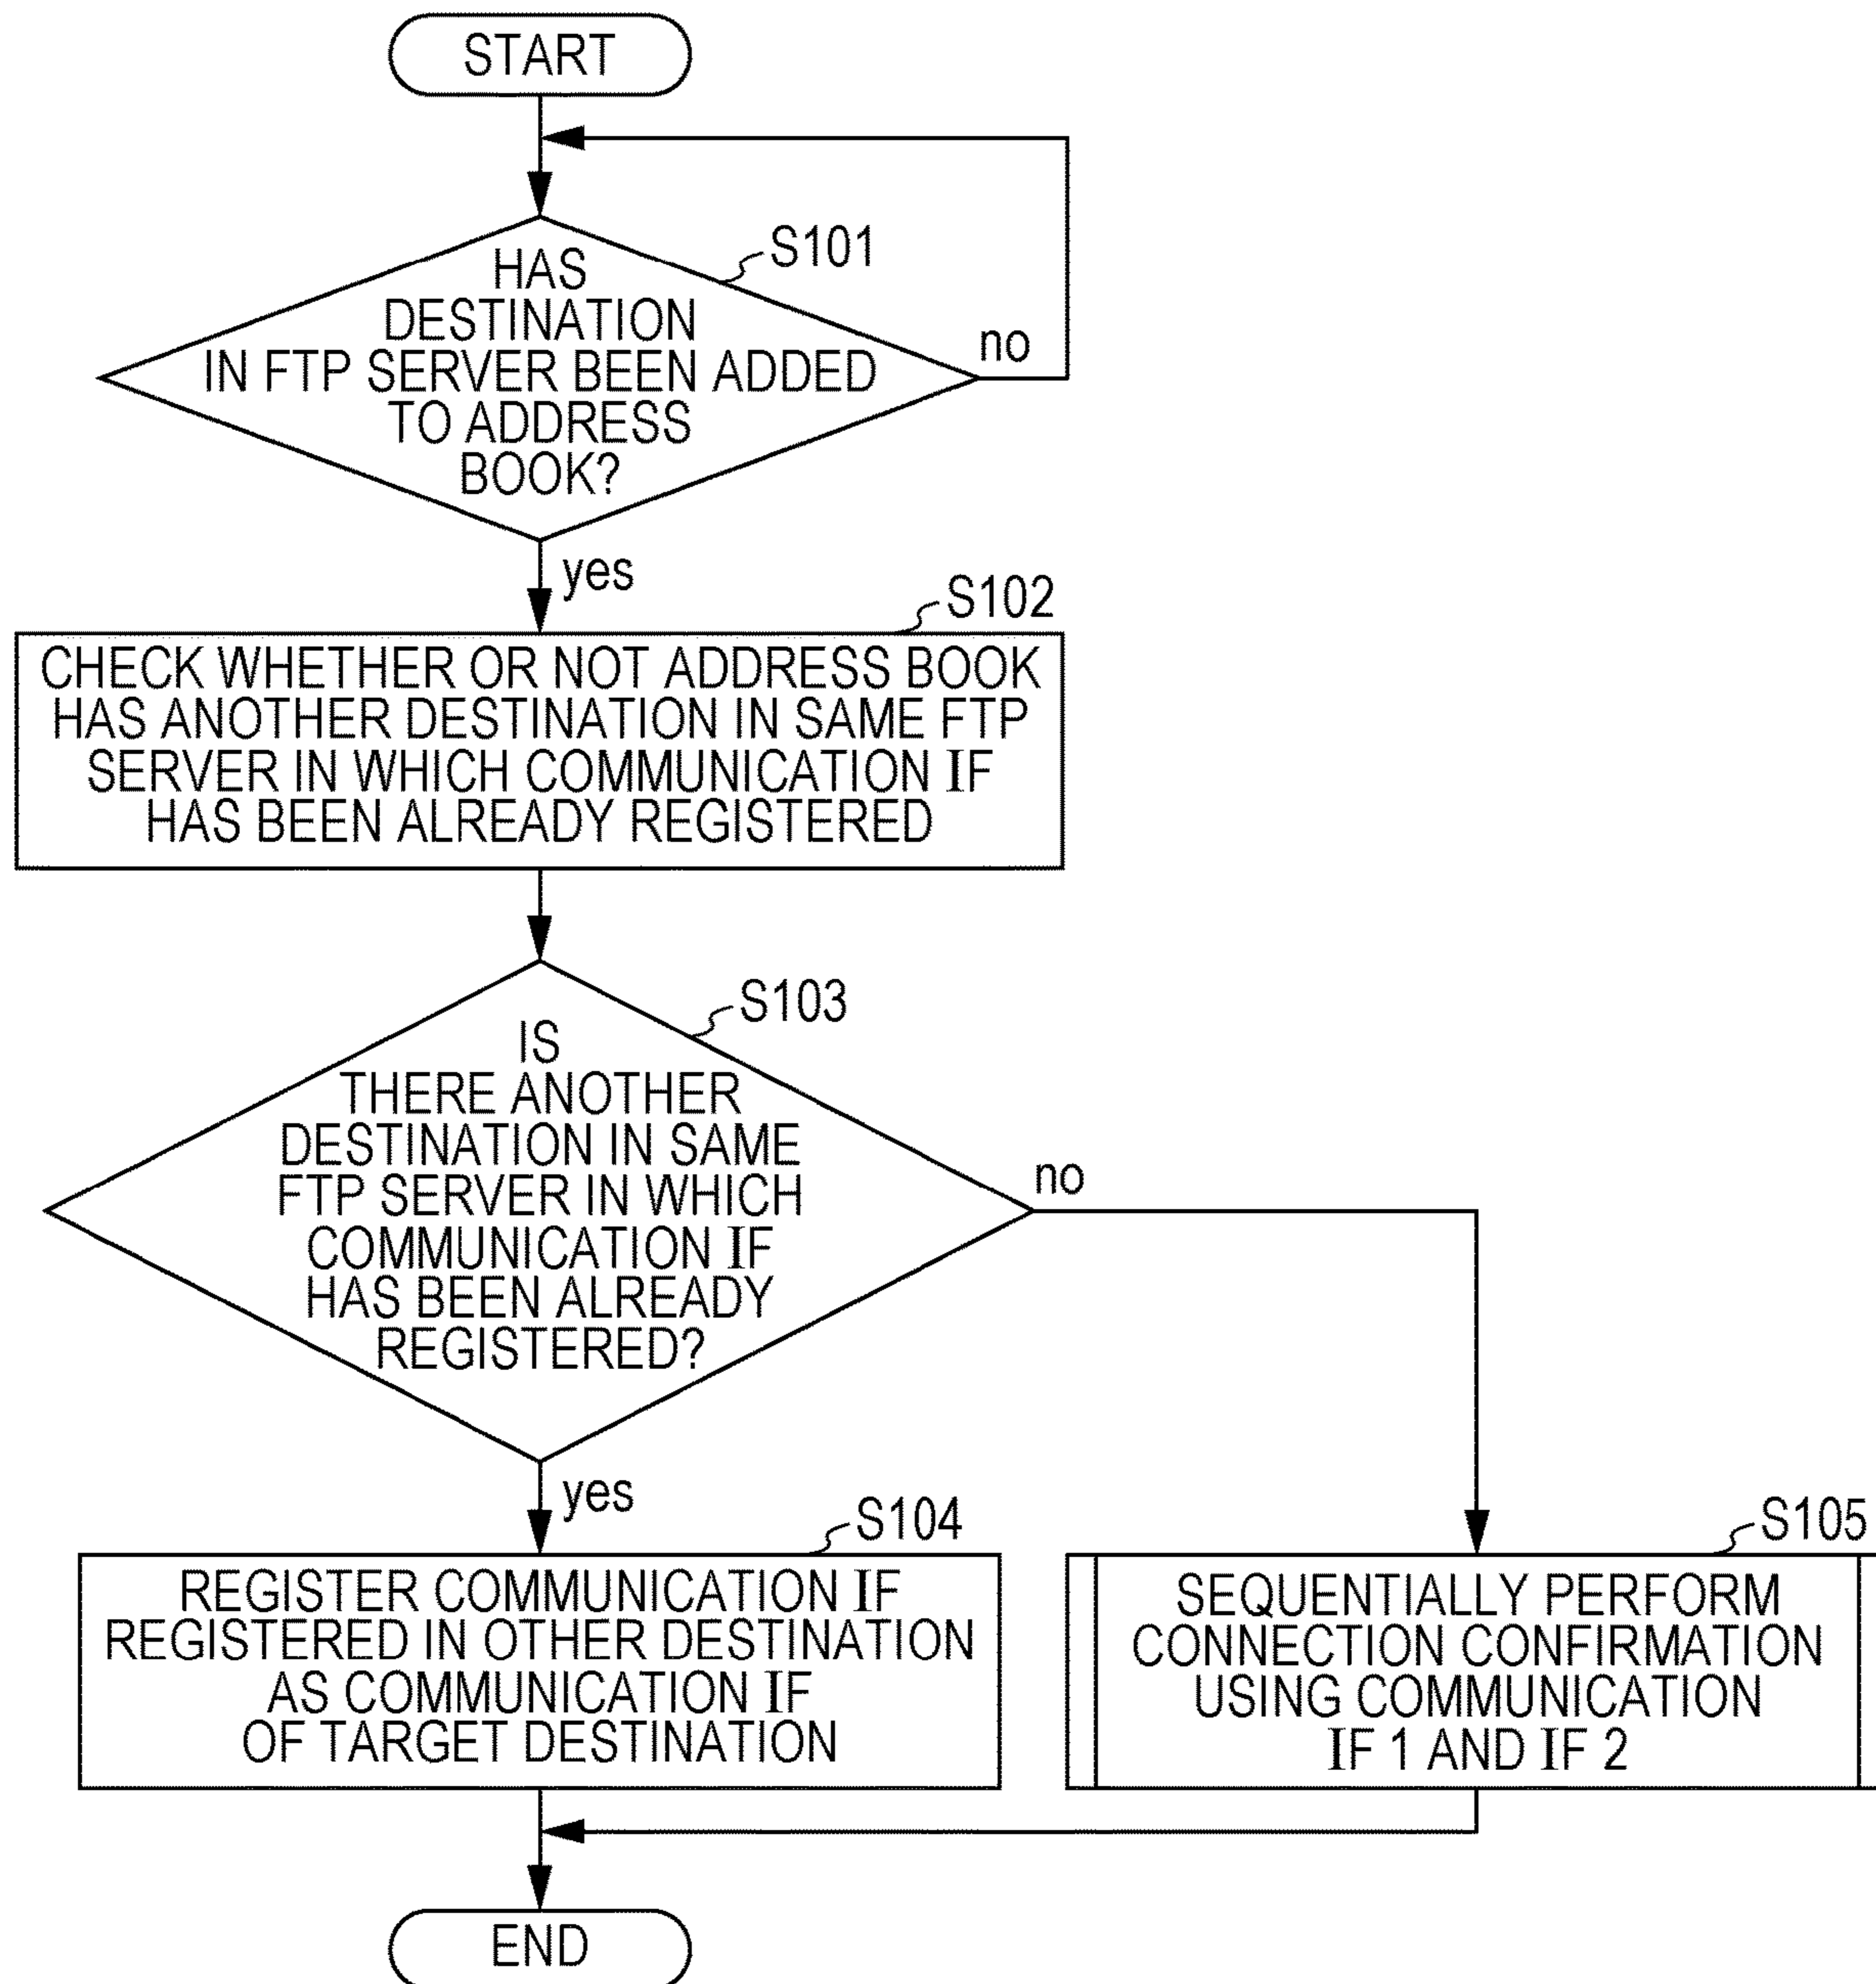 START
S101
HAS
DESTINATION
IN FTP SERVER BEEN ADDED
TO ADDRESS
BOOK?
no
yes
S102
CHECK WHETHER OR NOT ADDRESS BOOK
HAS ANOTHER DESTINATION IN SAME FTP
SERVER IN WHICH COMMUNICATION IF
HAS BEEN ALREADY REGISTERED
S103
IS
THERE ANOTHER
DESTINATION IN SAME
FTP SERVER IN WHICH
COMMUNICATION IF
HAS BEEN ALREADY
REGISTERED?
no
yes
S104
REGISTER COMMUNICATION IF
REGISTERED IN OTHER DESTINATION
AS COMMUNICATION IF
OF TARGET DESTINATION
S105
SEQUENTIALLY PERFORM
CONNECTION CONFIRMATION
USING COMMUNICATION
IF 1 AND IF 2
END